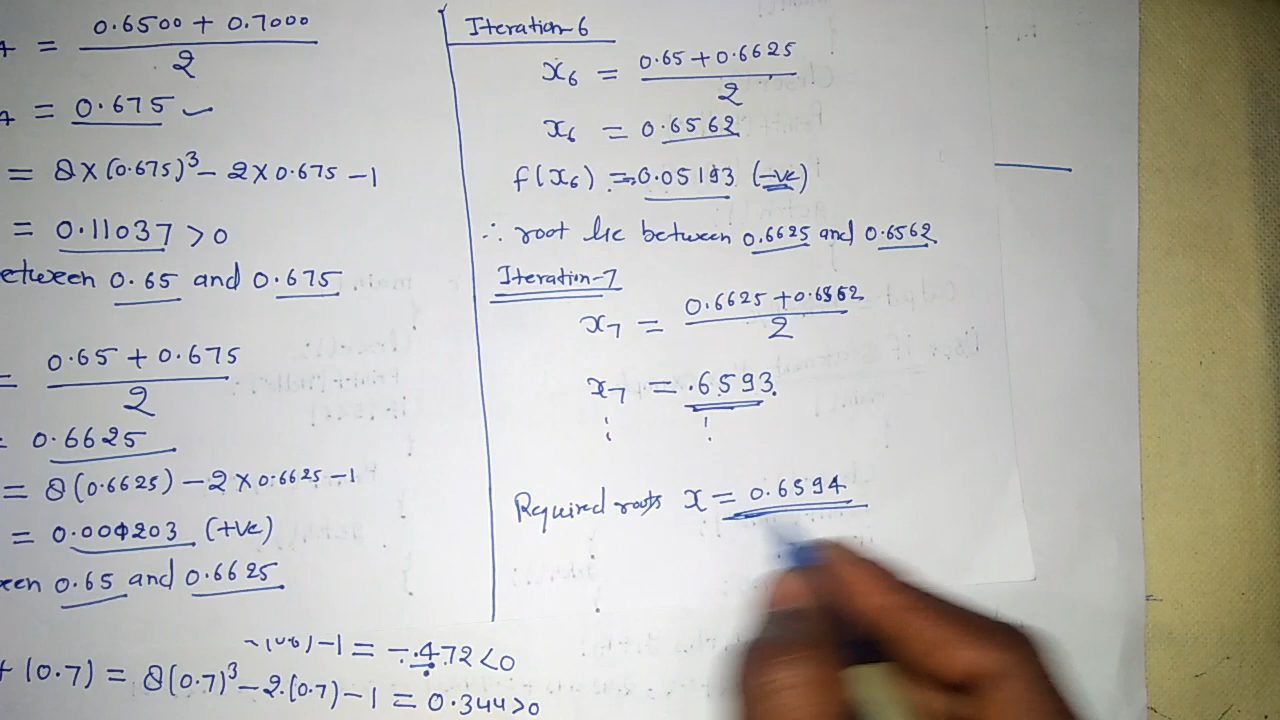 = 0.6500 + 0.7000 / 2
= 0.675
= 8×(0.675)³ − 2×0.675 −1
= 0.11037 > 0
etween 0.65 and 0.675
= 0.65 + 0.675 / 2
= 0.6625
= 8(0.6625) − 2×0.6625 −1
= 0.004203 (+ve)
een 0.65 and 0.6625
−1 = −.472 < 0
(0.7) = 8(0.7)³ − 2.(0.7) − 1 = 0.344 > 0
Iteration-6
x₆ = 0.65 + 0.6625 / 2
x₆ = 0.6562
f(x₆) = -0.05193 (-ve)
∴ root lie between 0.6625 and 0.6562
Iteration-7
x₇ = 0.6625 + 0.6562 / 2
x₇ = .6593.
Required roots x = 0.6594